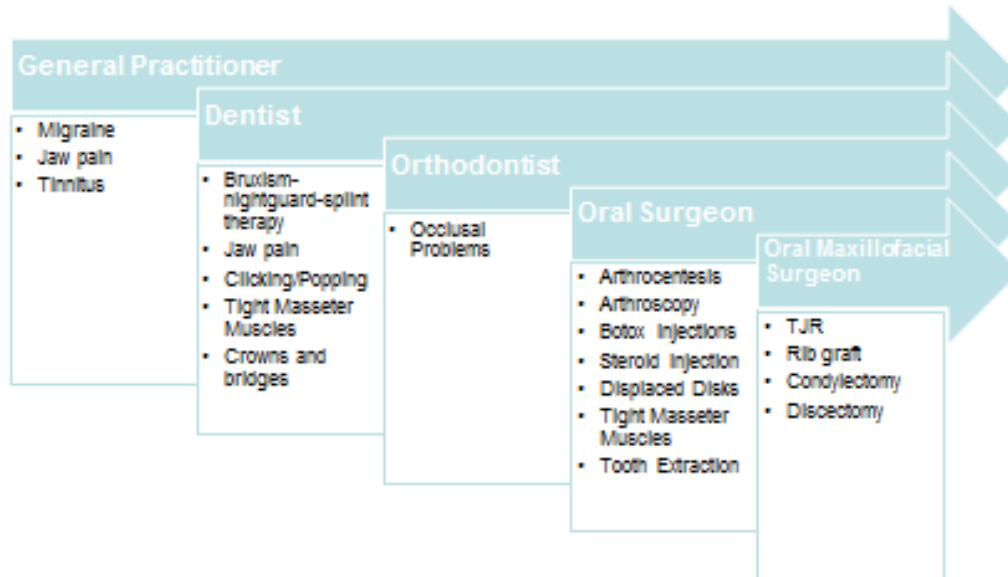 General Practitioner
• Migraine
• Jaw pain
• Tinnitus
Dentist
• Bruxism-
nightguard-splint
therapy
• Jaw pain
• Clicking/Popping
• Tight Masseter
Muscles
• Crowns and
bridges
Orthodontist
• Occlusal
Problems
Oral Surgeon
• Arthrocentesis
• Arthroscopy
• Botox Injections
• Steroid Injection
• Displaced Disks
• Tight Masseter
Muscles
• Tooth Extraction
Oral Maxillofacial
Surgeon
• TJR
• Rib graft
• Condylectomy
• Discectomy